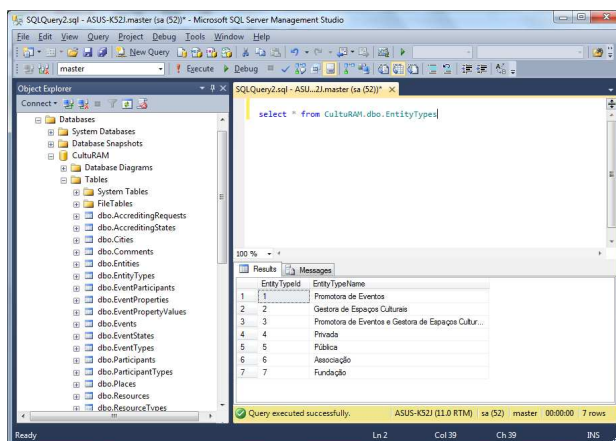 SQLQuery2.sql - ASUS-K52J.master (sa (52))* - Microsoft SQL Server Management Studio
File Edit View Query Project Debug Tools Window Help
New Query
master Execute Debug
Object Explorer
Connect
Databases
System Databases
Database Snapshots
CultuRAM
Database Diagrams
Tables
System Tables
FileTables
dbo.AccreditingRequests
dbo.AccreditingStates
dbo.Cities
dbo.Comments
dbo.Entities
dbo.EntityTypes
dbo.EventParticipants
dbo.EventProperties
dbo.EventPropertyValues
dbo.Events
dbo.EventStates
dbo.EventTypes
dbo.Participants
dbo.ParticipantTypes
dbo.Places
dbo.Resources
dbo.ResourceTypes
SQLQuery2.sql - ASU...2J.master (sa (52))*
select * from CultuRAM.dbo.EntityTypes
100 %
Results Messages
EntityTypeId EntityTypeName
1 1 Promotora de Eventos
2 2 Gestora de Espaços Culturais
3 3 Promotora de Eventos e Gestora de Espaços Cultur...
4 4 Privada
5 5 Pública
6 6 Associação
7 7 Fundação
Query executed successfully. ASUS-K52J (11.0 RTM) sa (52) master 00:00:00 7 rows
Ready Ln 2 Col 39 Ch 39 INS